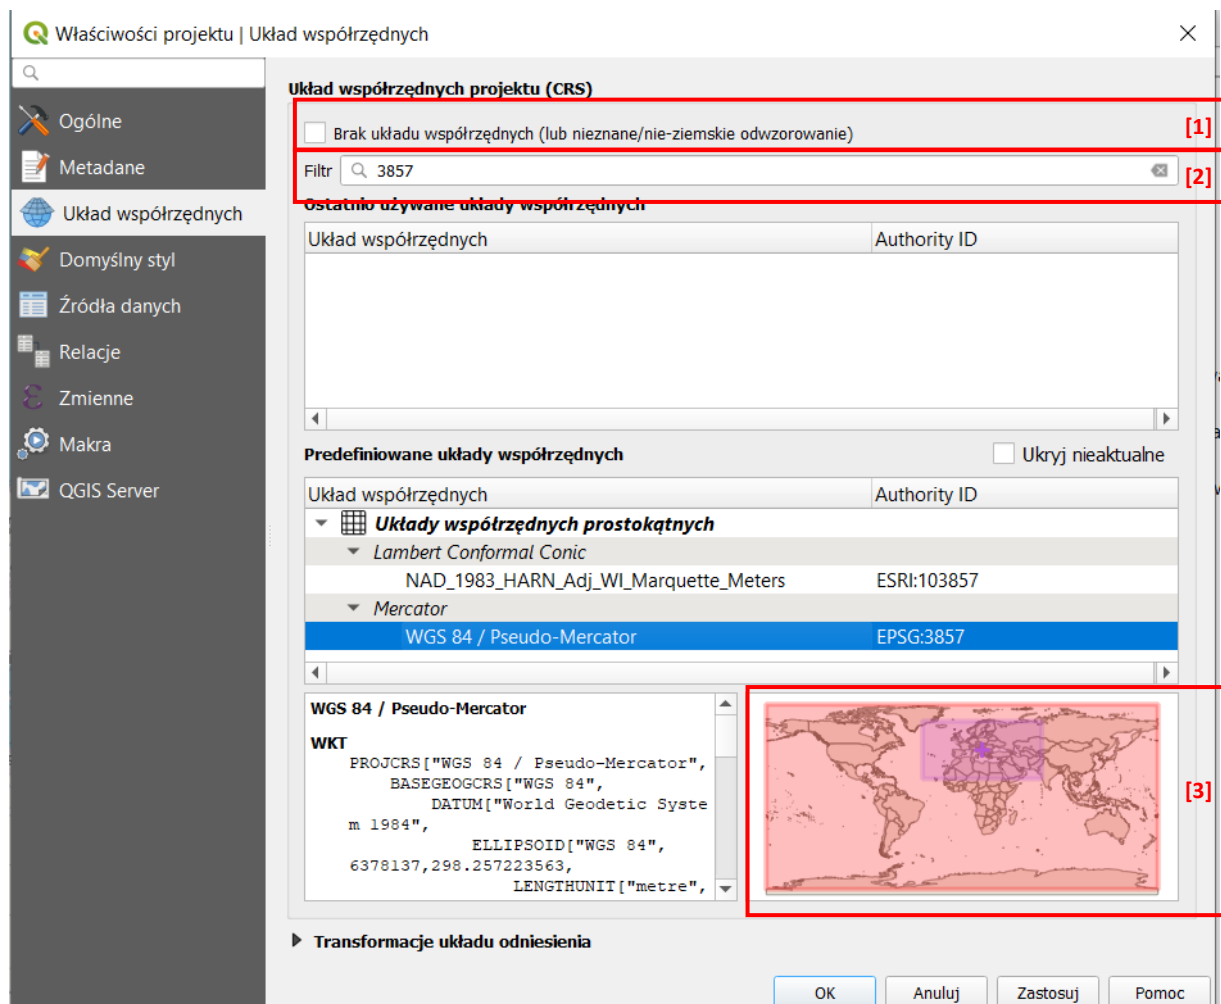 Właściwości projektu | Układ współrzędnych
Układ współrzędnych projektu (CRS)
Ogólne
Metadane
Układ współrzędnych
Domyślny styl
Źródła danych
Relacje
Zmienne
Makra
QGIS Server
Brak układu współrzędnych (lub nieznane/nie-ziemskie odwzorowanie)
[1]
Filtr 3857
[2]
Ostatnio używane układy współrzędnych
Układ współrzędnych Authority ID
Predefiniowane układy współrzędnych Ukryj nieaktualne
Układ współrzędnych Authority ID
Układy współrzędnych prostokątnych
Lambert Conformal Conic
NAD_1983_HARN_Adj_WI_Marquette_Meters ESRI:103857
Mercator
WGS 84 / Pseudo-Mercator EPSG:3857
WGS 84 / Pseudo-Mercator
WKT
PROJCRS["WGS 84 / Pseudo-Mercator",
BASEGEOGCRS["WGS 84",
DATUM["World Geodetic Syste
m 1984",
ELLIPSOID["WGS 84",
6378137,298.257223563,
LENGTHUNIT["metre",
[3]
Transformacje układu odniesienia
OK Anuluj Zastosuj Pomoc